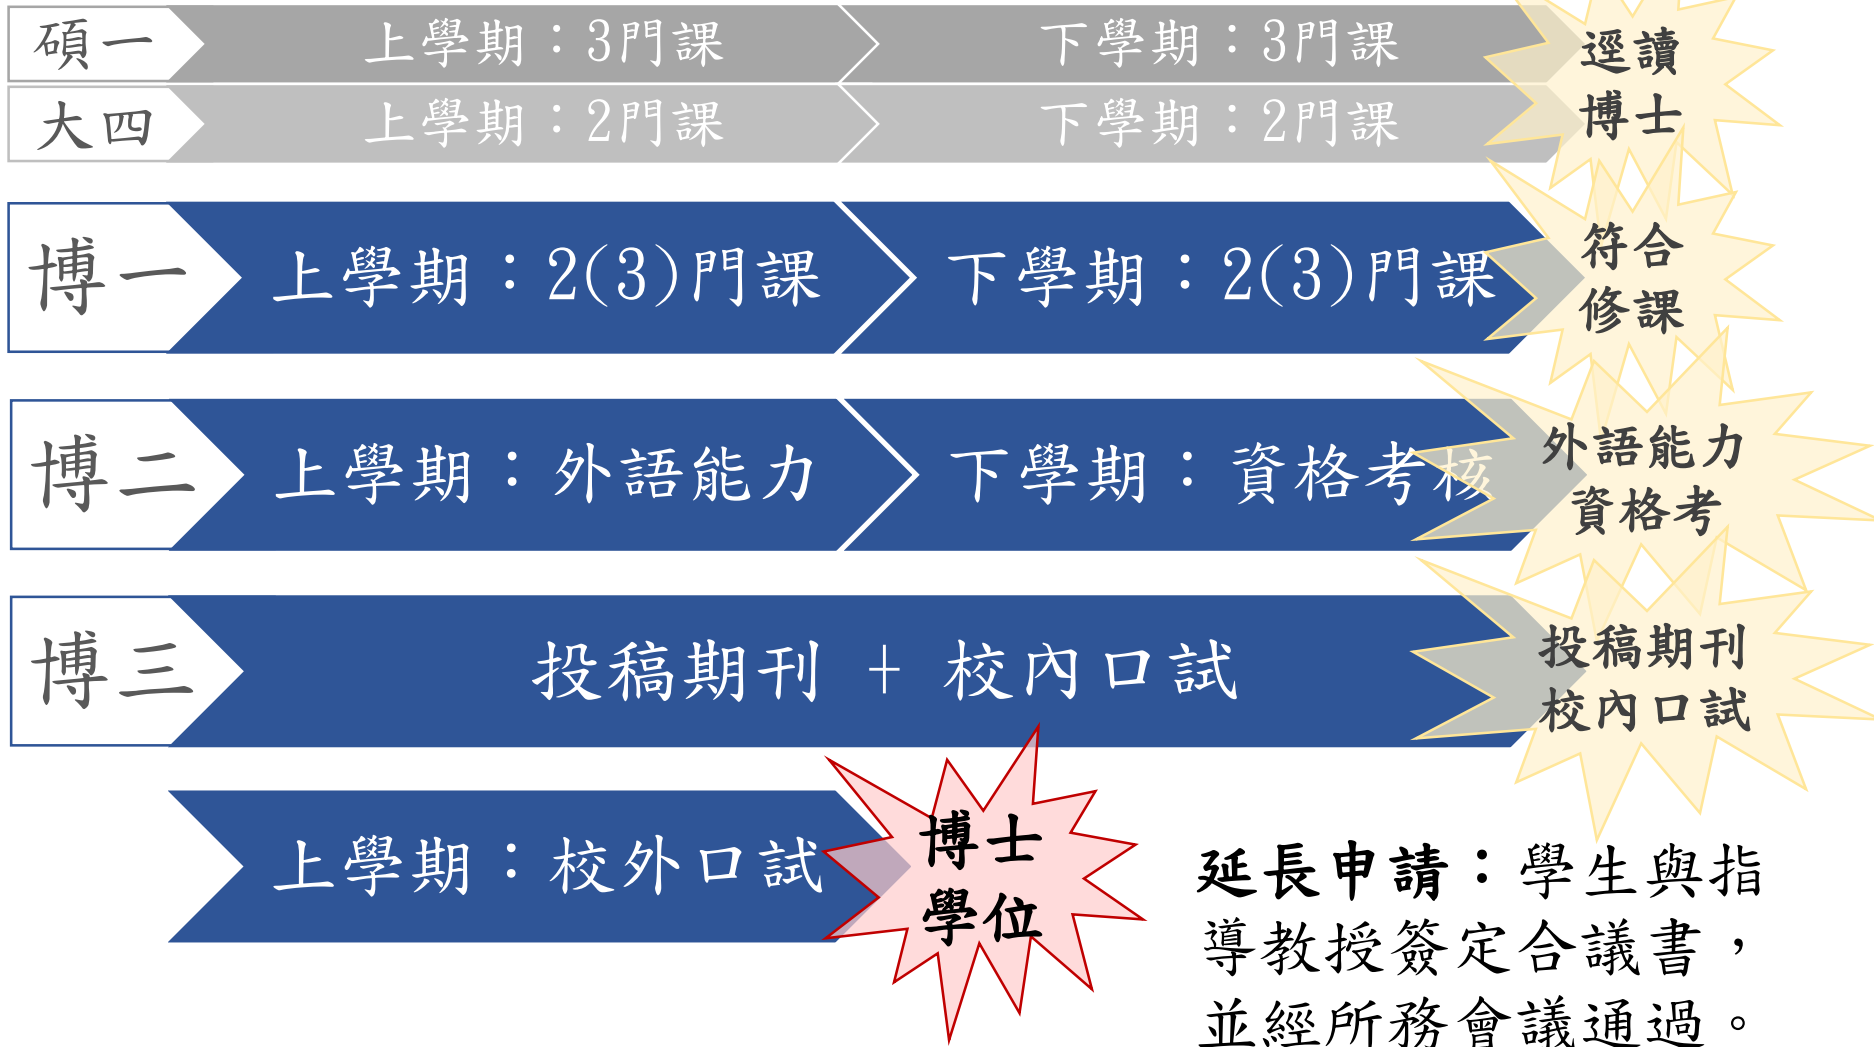 碩一
上學期：3門課
下學期：3門課
逕讀
博士
大四
上學期：2門課
下學期：2門課
博一
上學期：2(3)門課
下學期：2(3)門課
符合
修課
博二
上學期：外語能力
下學期：資格考核
外語能力
資格考
博三
投稿期刊 + 校內口試
投稿期刊
校內口試
上學期：校外口試
博士
學位
延長申請：學生與指
導教授簽定合議書，
並經所務會議通過。